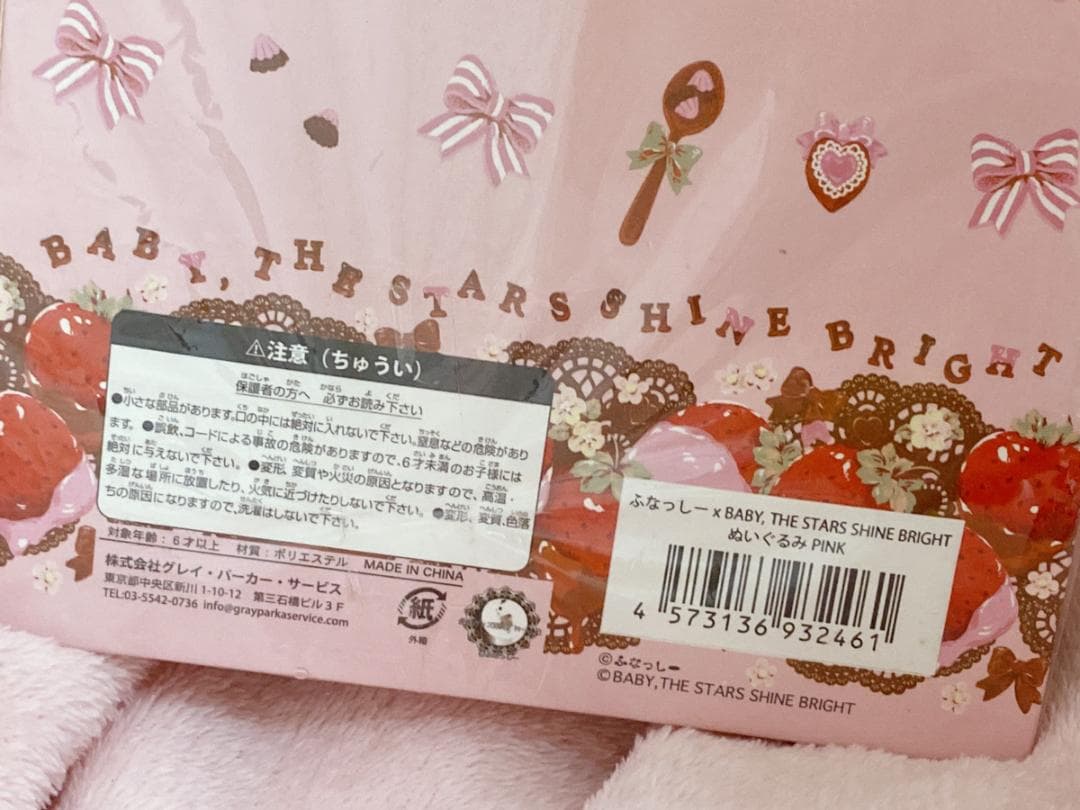 BABY, THE STARS SHINE BRIGHT
⚠注意（ちゅうい）
保護者の方へ 必ずお読み下さい
●小さな部品があります。口の中には絶対に入れないで下さい。窒息などの危険があり
ます。●誤飲、コードによる事故の危険がありますので、6才未満のお子様には
絶対に与えないで下さい。●変形、変質や火災の原因となりますので、高温・
多湿な場所に放置したり、火気に近づけたりしないで下さい。●変形、変質、色落
ちの原因になりますので、洗濯はしないで下さい。
対象年齢：6才以上 材質：ポリエステル MADE IN CHINA
株式会社グレイ・パーカー・サービス
東京都中央区新川 1-10-12 第三石橋ビル3F
TEL:03-5542-0736 info@grayparkaservice.com
紙
外箱
ふなっしー x BABY, THE STARS SHINE BRIGHT
ぬいぐるみ PINK
4 573136 932461
©ふなっしー
©BABY,THE STARS SHINE BRIGHT